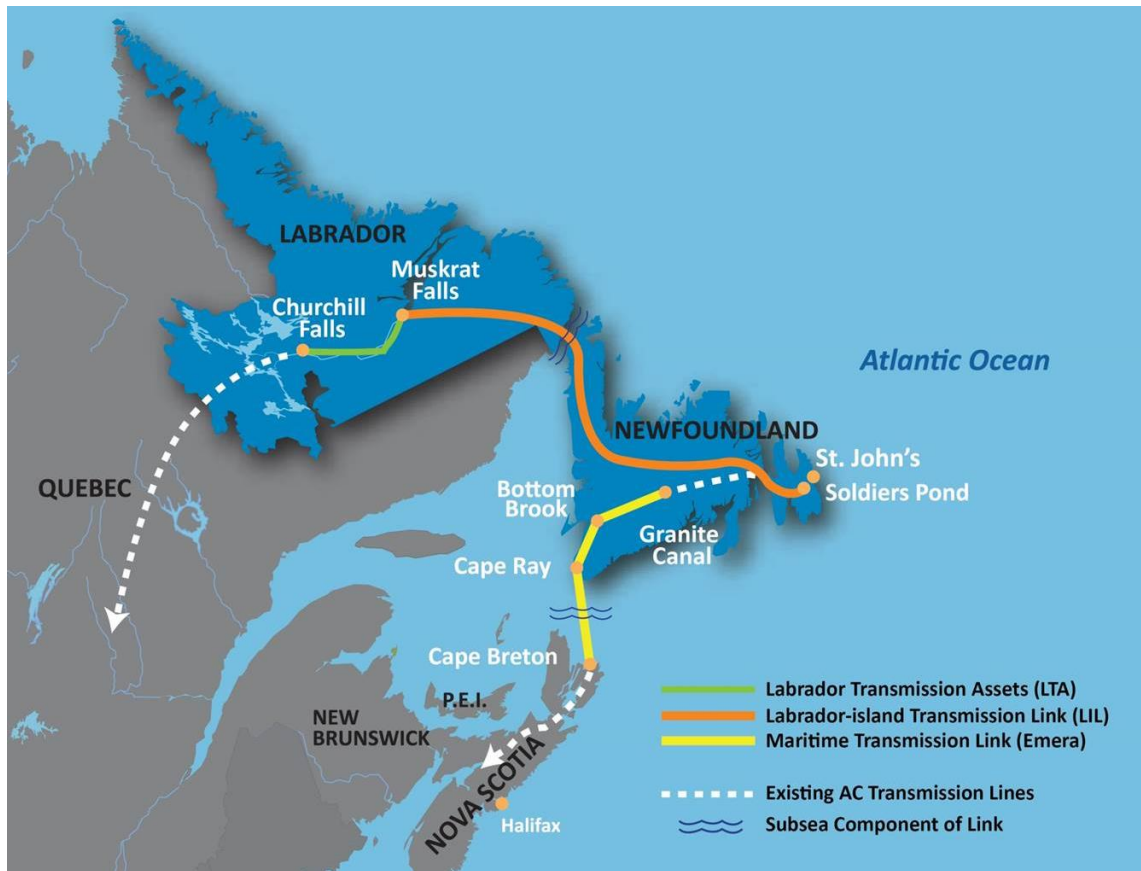 LABRADOR
Muskrat
Falls
Churchill
Falls
Atlantic Ocean
NEWFOUNDLAND
St. John's
QUEBEC
Bottom
Brook
Soldiers Pond
Granite
Canal
Cape Ray
Cape Breton
P.E.I.
NEW
BRUNSWICK
NOVA SCOTIA
Halifax
Labrador Transmission Assets (LTA)
Labrador-island Transmission Link (LIL)
Maritime Transmission Link (Emera)
Existing AC Transmission Lines
Subsea Component of Link